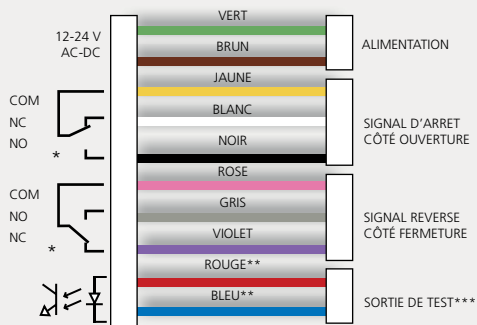 VERT
12-24 V
AC-DC
ALIMENTATION
BRUN
JAUNE
COM
BLANC
NC
SIGNAL D'ARRET
CÔTÉ OUVERTURE
NO
NOIR
*
ROSE
COM
GRIS
NO
SIGNAL REVERSE
CÔTÉ FERMETURE
NC
VIOLET
*
ROUGE**
BLEU**
SORTIE DE TEST***